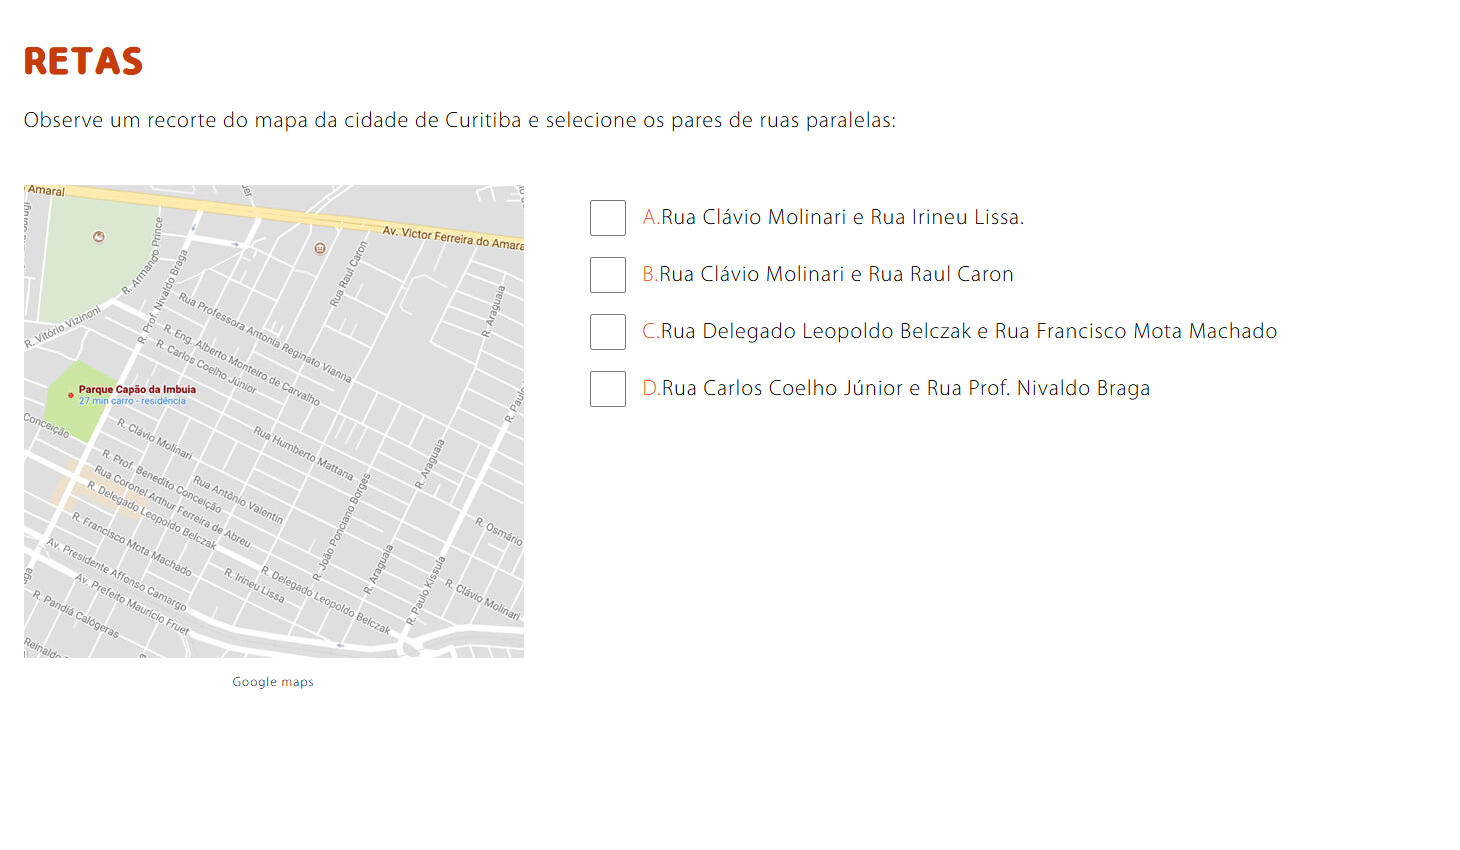 RETAS
Observe um recorte do mapa da cidade de Curitiba e selecione os pares de ruas paralelas:
Amaral
Av. Victor Ferreira do Amara
R. Armando Prince
R. Prof. Nivaldo Braga
Rua Raul Caron
R. Araguaia
R. Vitório Vizinoni
Rua Professora Antonia Reginato Vianna
R. Eng. Alberto Monteiro de Carvalho
R. Carlos Coelho Júnior
Parque Capão da Imbuia
27 min carro - residência
R. Paulo
Conceição
R. Clávio Molinari
Rua Humberto Mattana
R. Araguaia
R. Prof. Benedito Conceição
Rua Antônio Valentin
Rua Coronel Arthur Ferreira de Abreu
R. Delegado Leopoldo Belczak
R. João Ponciano Borges
R. Francisco Mota Machado
R. Osmário
R. Araguaia
Av. Presidente Affonso Camargo
R. Irineu Lissa
R. Delegado Leopoldo Belczak
R. Paulo Kissula
R. Clávio Molinari
Av. Prefeito Maurício Fruet
R. Pandiá Calógeras
Reinaldo
Google maps
A.Rua Clávio Molinari e Rua Irineu Lissa.
B.Rua Clávio Molinari e Rua Raul Caron
C.Rua Delegado Leopoldo Belczak e Rua Francisco Mota Machado
D.Rua Carlos Coelho Júnior e Rua Prof. Nivaldo Braga